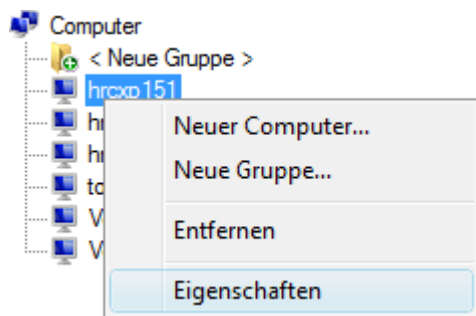 Computer
< Neue Gruppe >
hrcxp151
Neuer Computer...
Neue Gruppe...
Entfernen
Eigenschaften